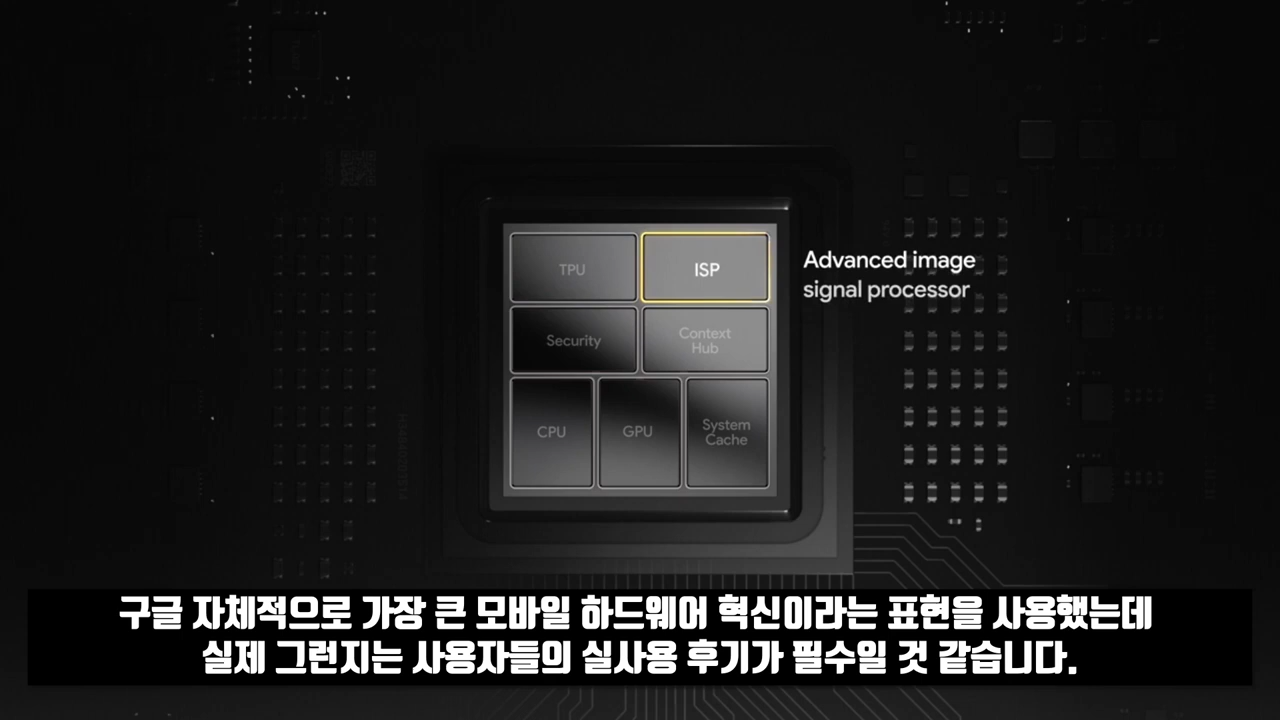 TPU
ISP
Advanced image
signal processor
Security
Context
Hub
CPU
GPU
System
Cache
구글 자체적으로 가장 큰 모바일 하드웨어 혁신이라는 표현을 사용했는데
실제 그런지는 사용자들의 실사용 후기가 필수일 것 같습니다.